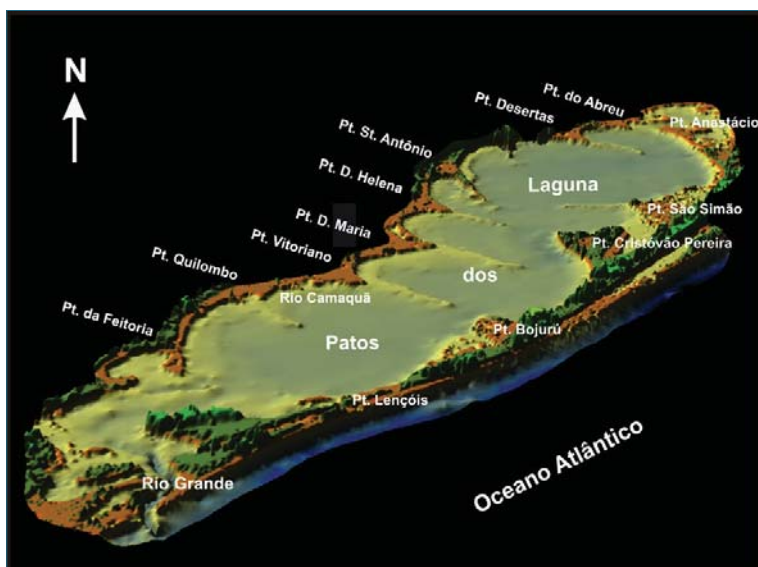 N
Pt. do Abreu
Pt. Desertas
Pt. Anastácio
Pt. St. Antônio
Pt. D. Helena
Laguna
Pt. São Simão
Pt. D. Maria
Pt. Cristóvão Pereira
Pt. Vitoriano
Pt. Quilombo
dos
Rio Camaquã
Pt. da Feitoria
Pt. Bojurú
Patos
Pt. Lençóis
Oceano Atlântico
Rio Grande